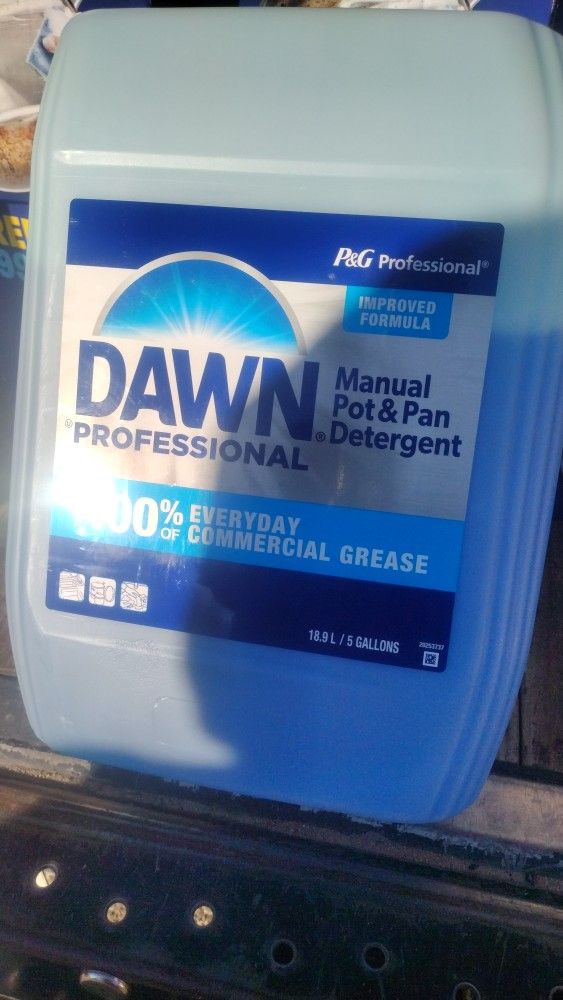 P&G Professional®
IMPROVED
FORMULA
DAWN®
®PROFESSIONAL
Manual
Pot & Pan
Detergent
100% OF EVERYDAY
COMMERCIAL GREASE
18.9 L / 5 GALLONS